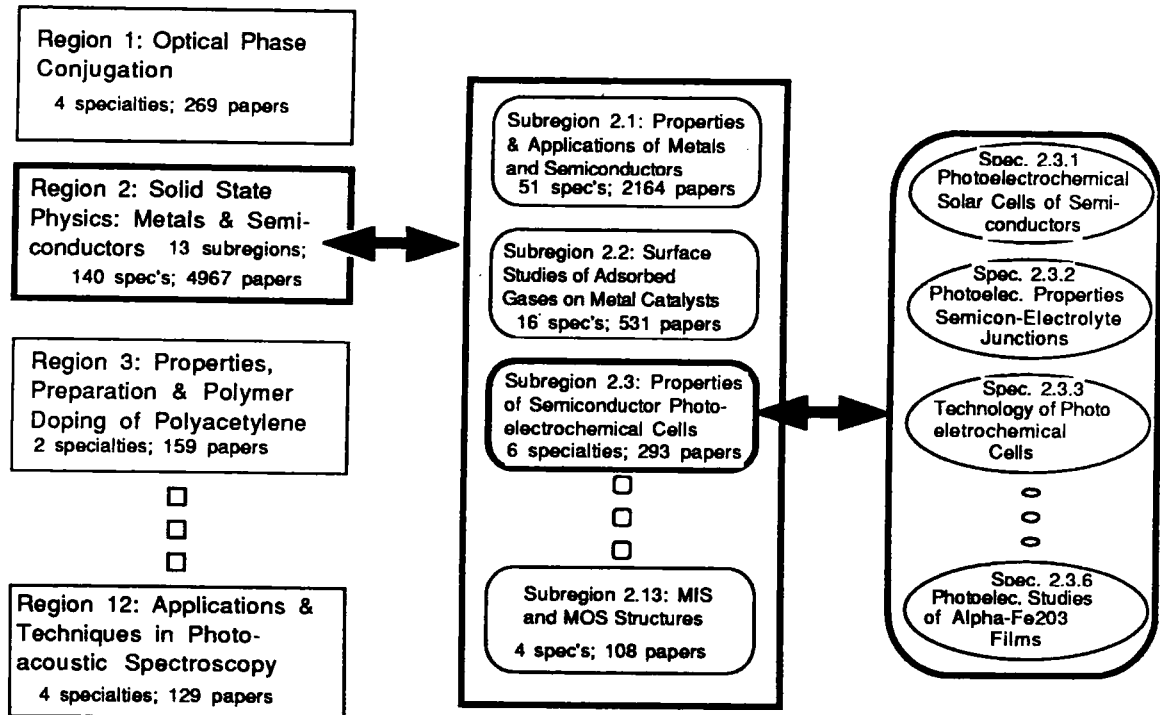 Region 1: Optical Phase
Conjugation
4 specialties; 269 papers
Region 2: Solid State
Physics: Metals & Semi-
conductors 13 subregions;
140 spec's; 4967 papers
Region 3: Properties,
Preparation & Polymer
Doping of Polyacetylene
2 specialties; 159 papers
Region 12: Applications &
Techniques in Photo-
acoustic Spectroscopy
4 specialties; 129 papers
Subregion 2.1: Properties
& Applications of Metals
and Semiconductors
51 spec's; 2164 papers
Subregion 2.2: Surface
Studies of Adsorbed
Gases on Metal Catalysts
16 spec's; 531 papers
Subregion 2.3: Properties
of Semiconductor Photo-
electrochemical Cells
6 specialties; 293 papers
Subregion 2.13: MIS
and MOS Structures
4 spec's; 108 papers
Spec. 2.3.1
Photoelectrochemical
Solar Cells of Semi-
conductors
Spec. 2.3.2
Photoelec. Properties
Semicon-Electrolyte
Junctions
Spec. 2.3.3
Technology of Photo
eletrochemical
Cells
Spec. 2.3.6
Photoelec. Studies
of Alpha-Fe203
Films